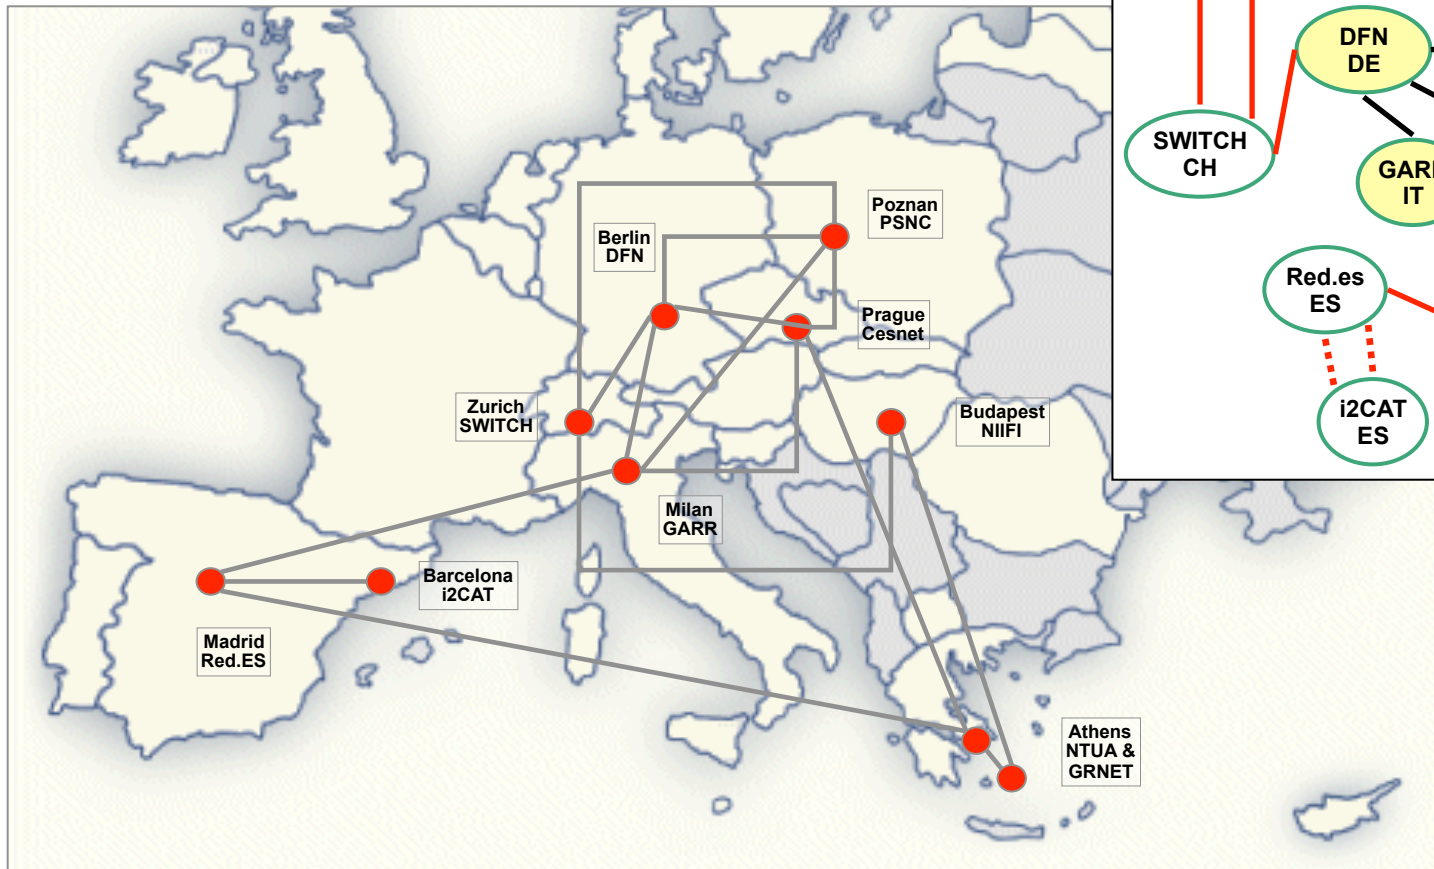 DFN
DE
SWITCH
CH
IT
Red.es
ES
i2CAT
ES
Poznan
PSNC
Berlin
DFN
Prague
Cesnet
Zurich
SWITCH
Budapest
NIIFI
Milan
GARR
Barcelona
i2CAT
Madrid
Red.ES
Athens
NTUA &
GRNET